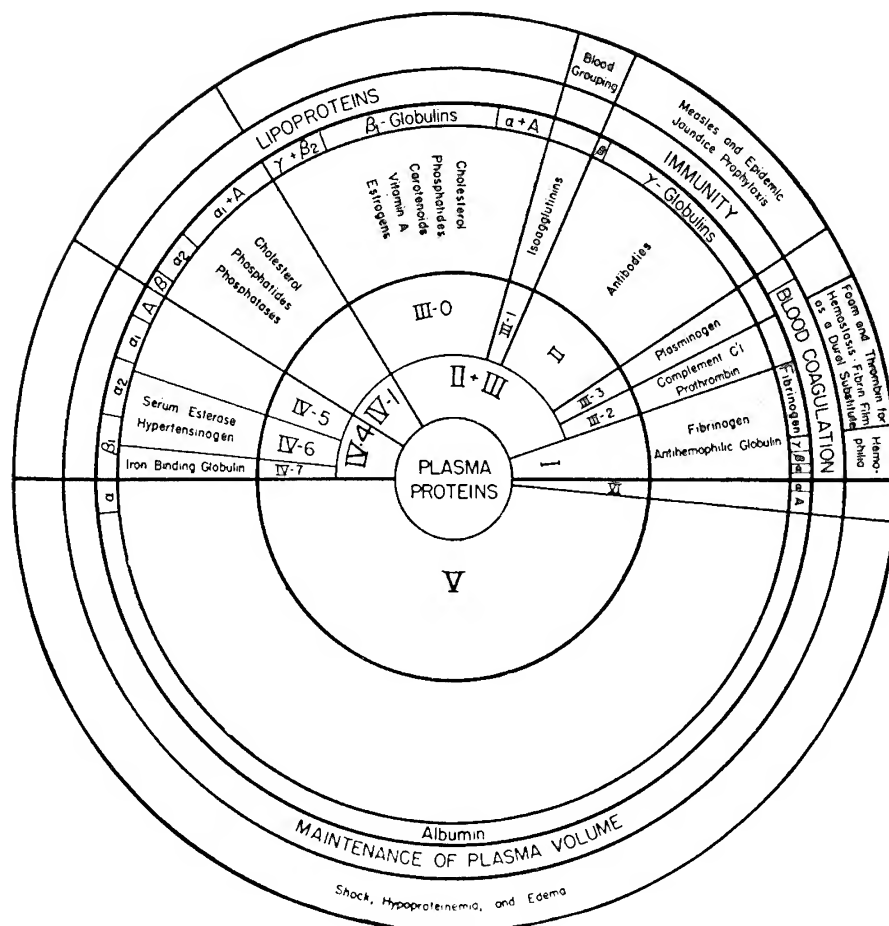 Blood
Grouping
Measles and Epidemic
Jaundice Prophylaxis
LIPOPROTEINS
IMMUNITY
γ + β2
β1 - Globulins
α + A
β
γ - Globulins
α1 + A
α2
β
A
α1
α2
β1
α
Cholesterol
Phosphatides
Phosphatases
Cholesterol
Phosphatides
Carotenoids
Vitamin A
Estrogens
Isoagglutinins
Antibodies
Plasminogen
Complement C'1
Prothrombin
Fibrinogen
Antihemophilic Globulin
BLOOD COAGULATION
Fibrinogen
γ
β
α
α
A
Foam and Thrombin for
Hemostasis. Fibrin Film
as a Dural Substitute
Hemo-
philia
Serum Esterase
Hypertensinogen
Iron Binding Globulin
III-0
III-1
II
II + III
III-3
III-2
I
IV-1
IV-4
IV-5
IV-6
IV-7
VI
PLASMA
PROTEINS
V
Albumin
MAINTENANCE OF PLASMA VOLUME
Shock, Hypoproteinemia, and Edema